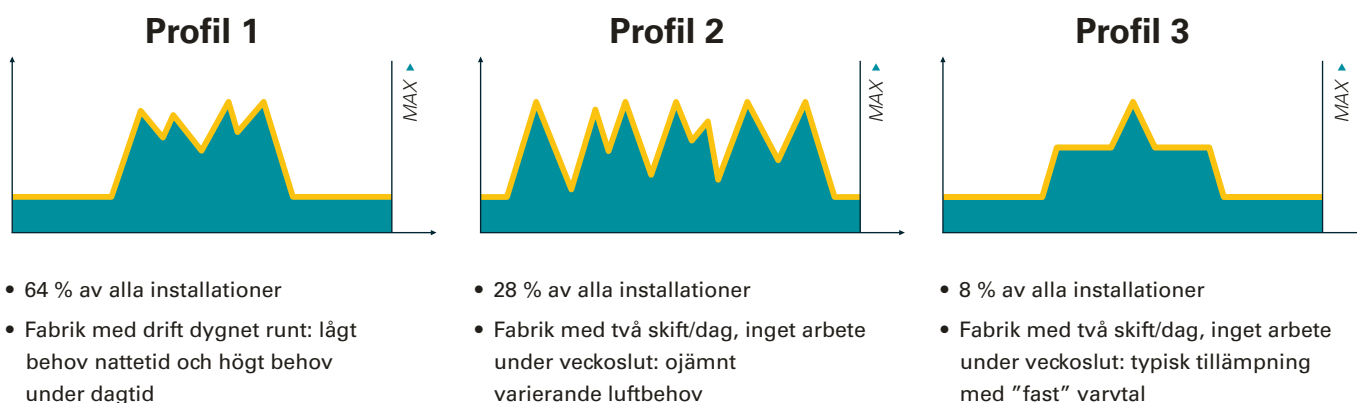 Profil 1
MAX
• 64 % av alla installationer
• Fabrik med drift dygnet runt: lågt
behov nattetid och högt behov
under dagtid
Profil 2
MAX
• 28 % av alla installationer
• Fabrik med två skift/dag, inget arbete
under veckoslut: ojämnt
varierande luftbehov
Profil 3
MAX
• 8 % av alla installationer
• Fabrik med två skift/dag, inget arbete
under veckoslut: typisk tillämpning
med ”fast” varvtal